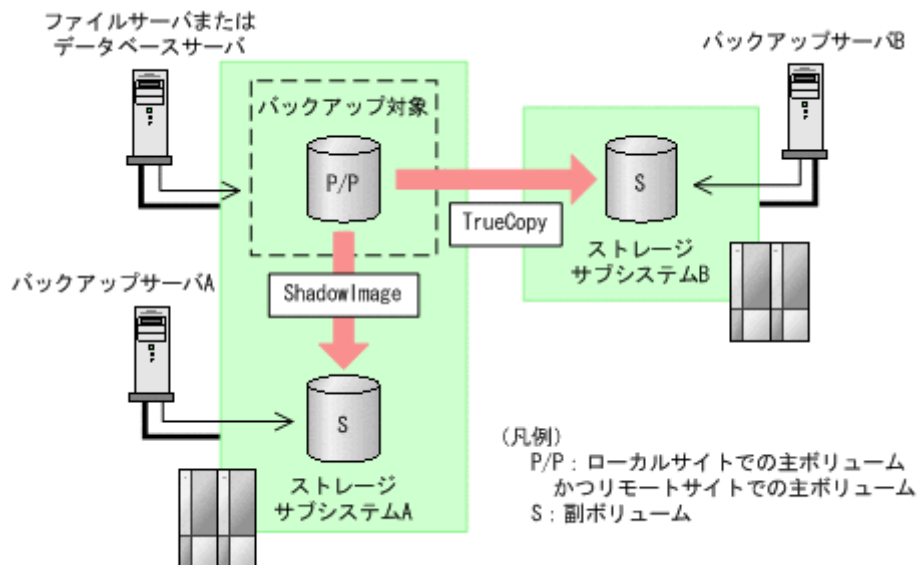 ファイルサーバまたは
データベースサーバ
バックアップサーバB
バックアップ対象
P/P
S
TrueCopy
ストレージ
サブシステムB
バックアップサーバA
ShadowImage
S
ストレージ
サブシステムA
(凡例)
P/P：ローカルサイトでの主ボリューム
かつリモートサイトでの主ボリューム
S：副ボリューム